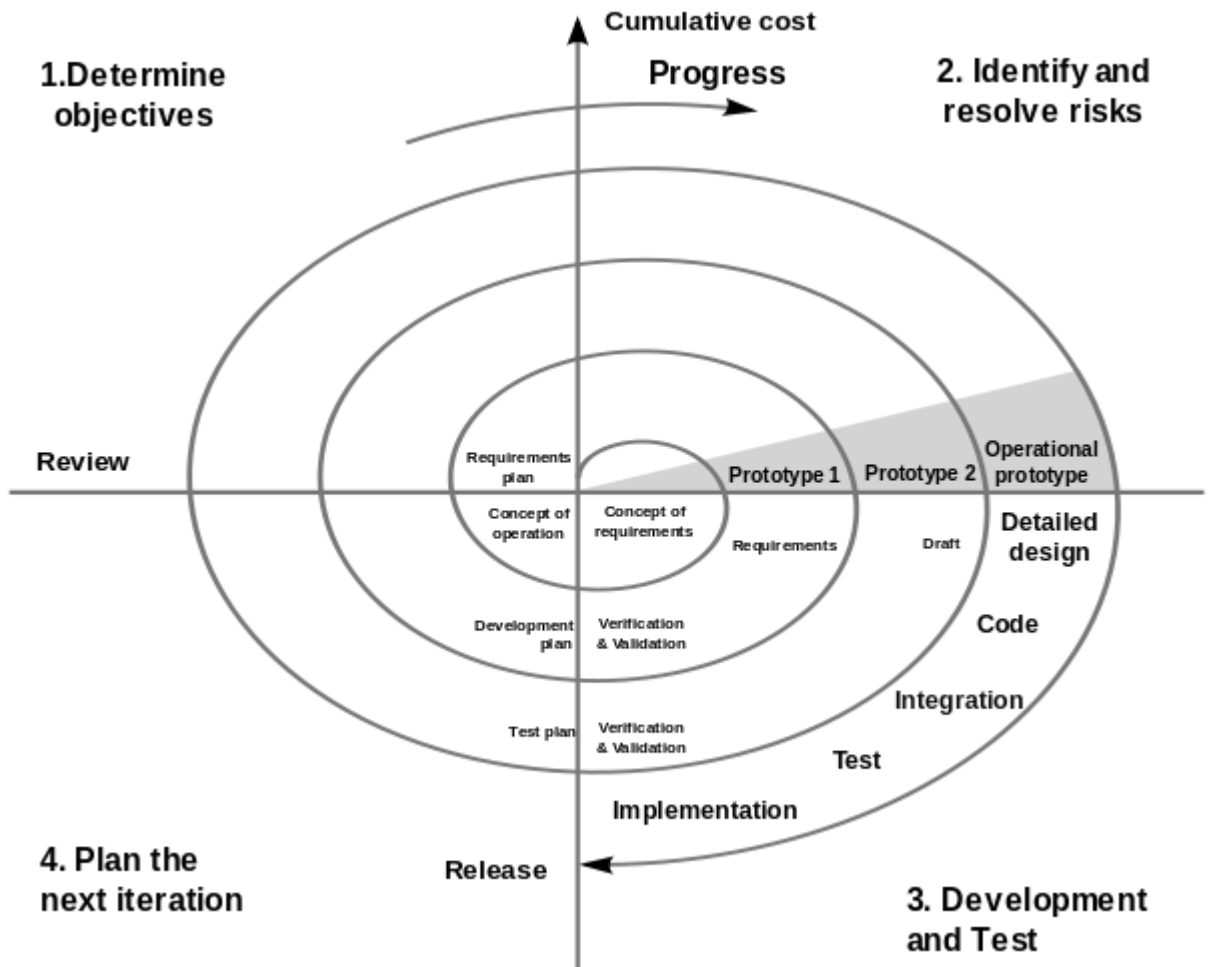 Cumulative cost
Progress
1.Determine
objectives
2. Identify and
resolve risks
Review
Requirements
plan
Prototype 1
Prototype 2
Operational
prototype
Concept of
operation
Concept of
requirements
Requirements
Draft
Detailed
design
Development
plan
Verification
& Validation
Code
Integration
Test plan
Verification
& Validation
Test
Implementation
Release
4. Plan the
next iteration
3. Development
and Test